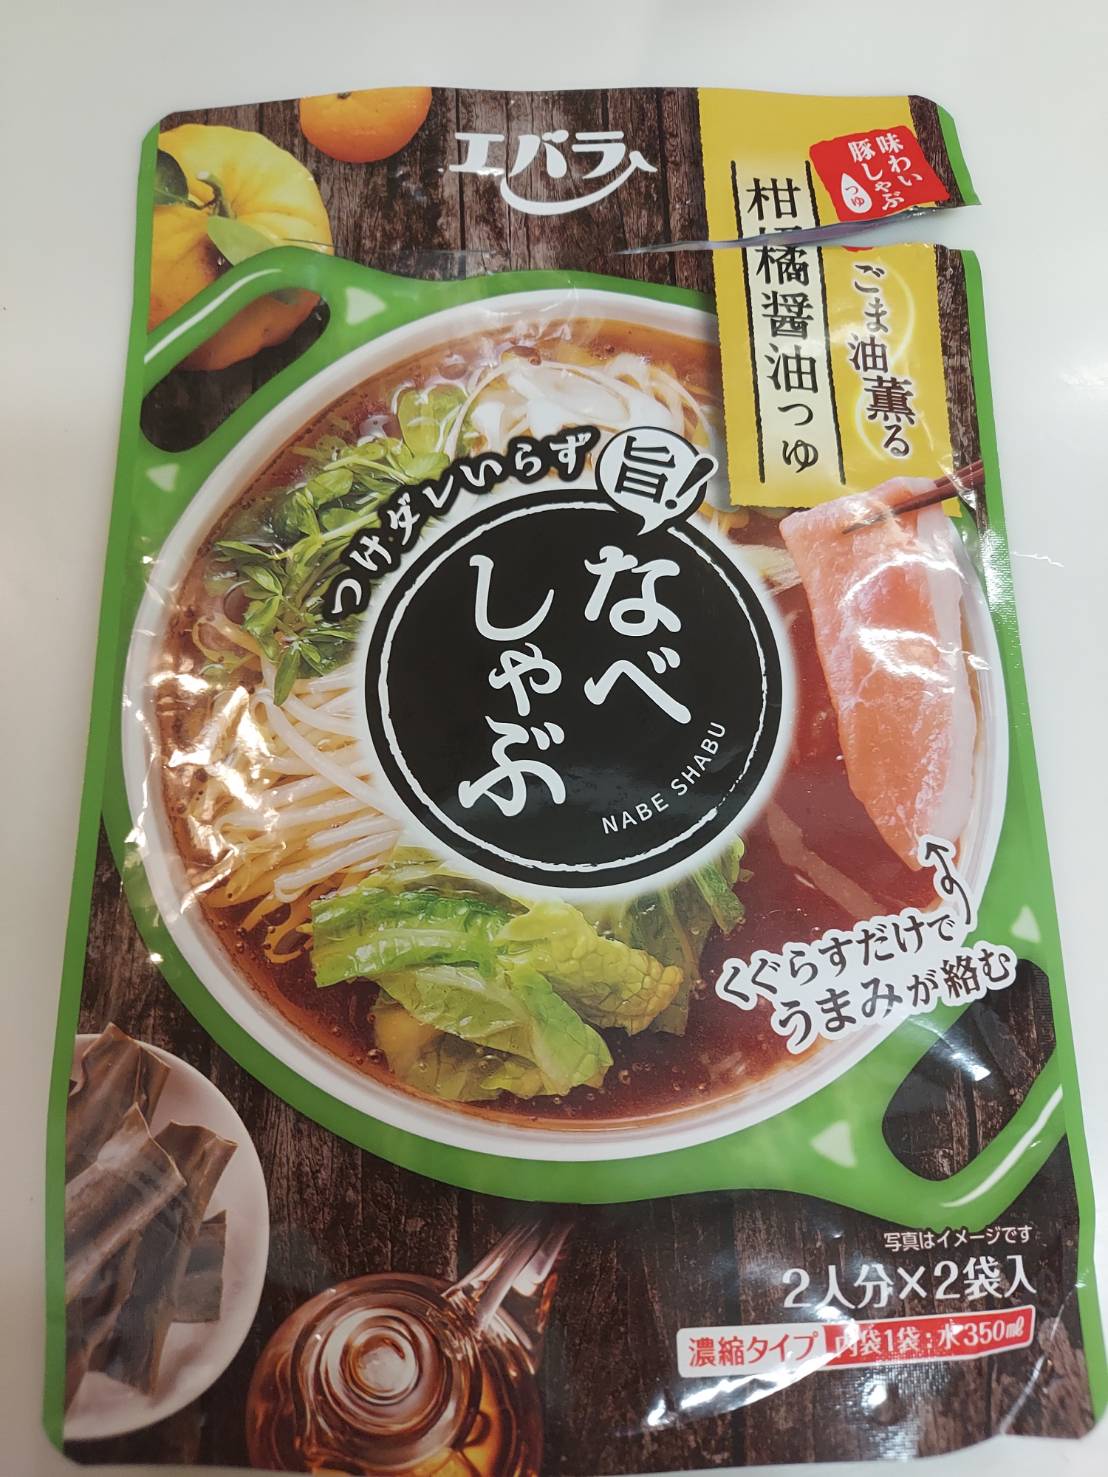 エバラ
味わい
豚しゃぶ
つゆ
ごま油薫る
柑橘醤油つゆ
つけダレいらず
旨!
なべ
しゃぶ
NABE SHABU
くぐらすだけで
うまみが絡む
写真はイメージです
2人分×2袋入
濃縮タイプ 内袋1袋:水350㎖